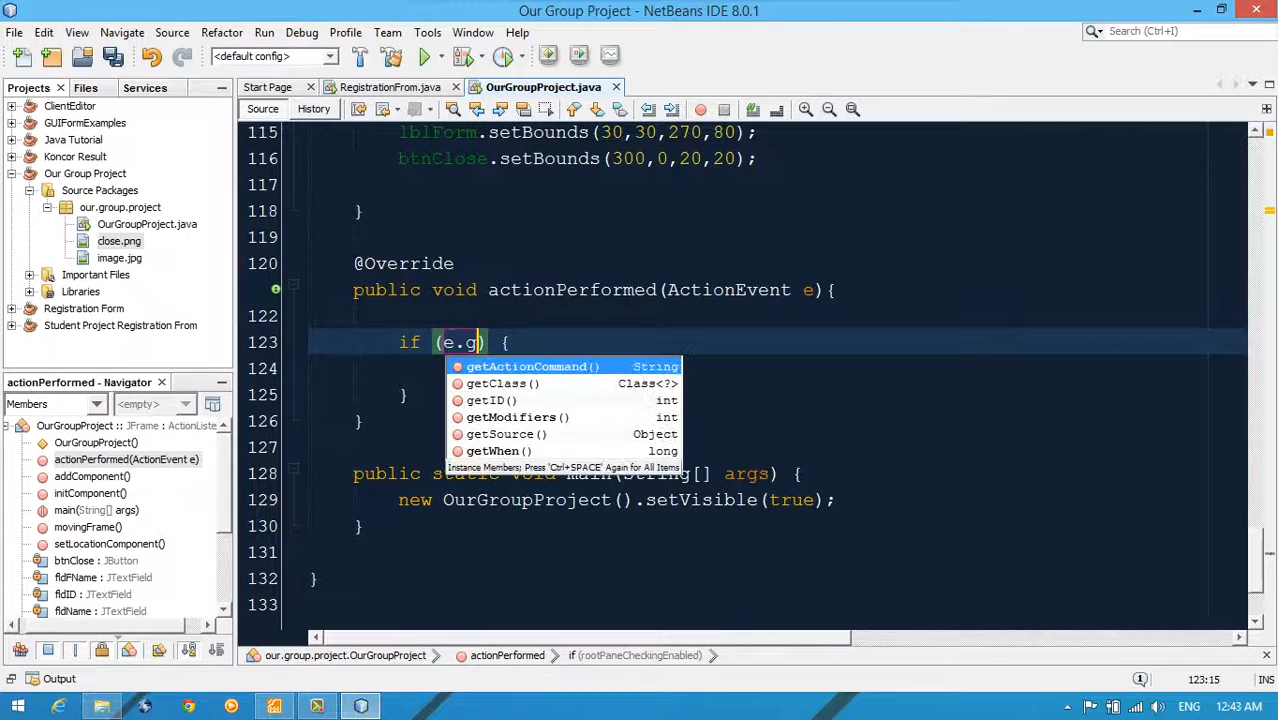 Our Group Project - NetBeans IDE 8.0.1
File Edit View Navigate Source Refactor Run Debug Profile Team Tools Window Help
Search (Ctrl+I)
<default config>
Projects Files Services
Start Page RegistrationFrom.java OurGroupProject.java
Source History
ClientEditor
GUIFormExamples
Java Tutorial
Koncor Result
Our Group Project
Source Packages
our.group.project
OurGroupProject.java
close.png
image.jpg
Important Files
Libraries
Registration Form
Student Project Registration From
115 lblForm.setBounds(30,30,270,80);
116 btnClose.setBounds(300,0,20,20);
117
118 }
119
120 @Override
public void actionPerformed(ActionEvent e){
122
123 if (e.g) {
124
125 }
126 }
127
128 public static void main(String[] args) {
129 new OurGroupProject().setVisible(true);
130 }
131
132 }
133
getActionCommand() String
getClass() Class<?>
getID() int
getModifiers() int
getSource() Object
getWhen() long
Instance Members; Press 'Ctrl+SPACE' Again for All Items
actionPerformed - Navigator
Members <empty>
OurGroupProject :: JFrame : ActionListe
OurGroupProject()
actionPerformed(ActionEvent e)
addComponent()
initComponent()
main(String[] args)
movingFrame()
setLocationComponent()
btnClose : JButton
fldFName : JTextField
fldID : JTextField
fldName : JTextField
our.group.project.OurGroupProject actionPerformed if (rootPaneCheckingEnabled)
Output
1 123:15 INS
ENG 12:43 AM